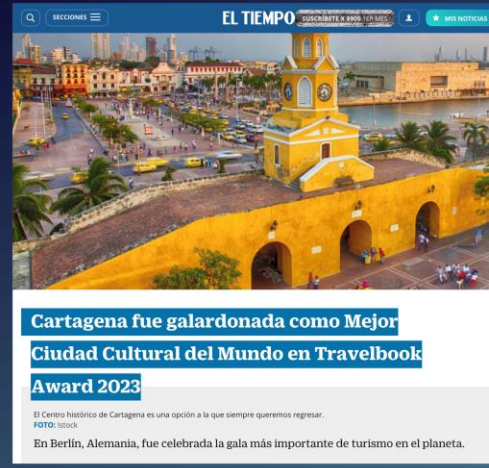 SECCIONES
EL TIEMPO
SUSCRÍBETE X $900 1ER MES
MIS NOTICIAS
Cartagena fue galardonada como Mejor
Ciudad Cultural del Mundo en Travelbook
Award 2023
El Centro histórico de Cartagena es una opción a la que siempre queremos regresar.
FOTO: Istock
En Berlín, Alemania, fue celebrada la gala más importante de turismo en el planeta.